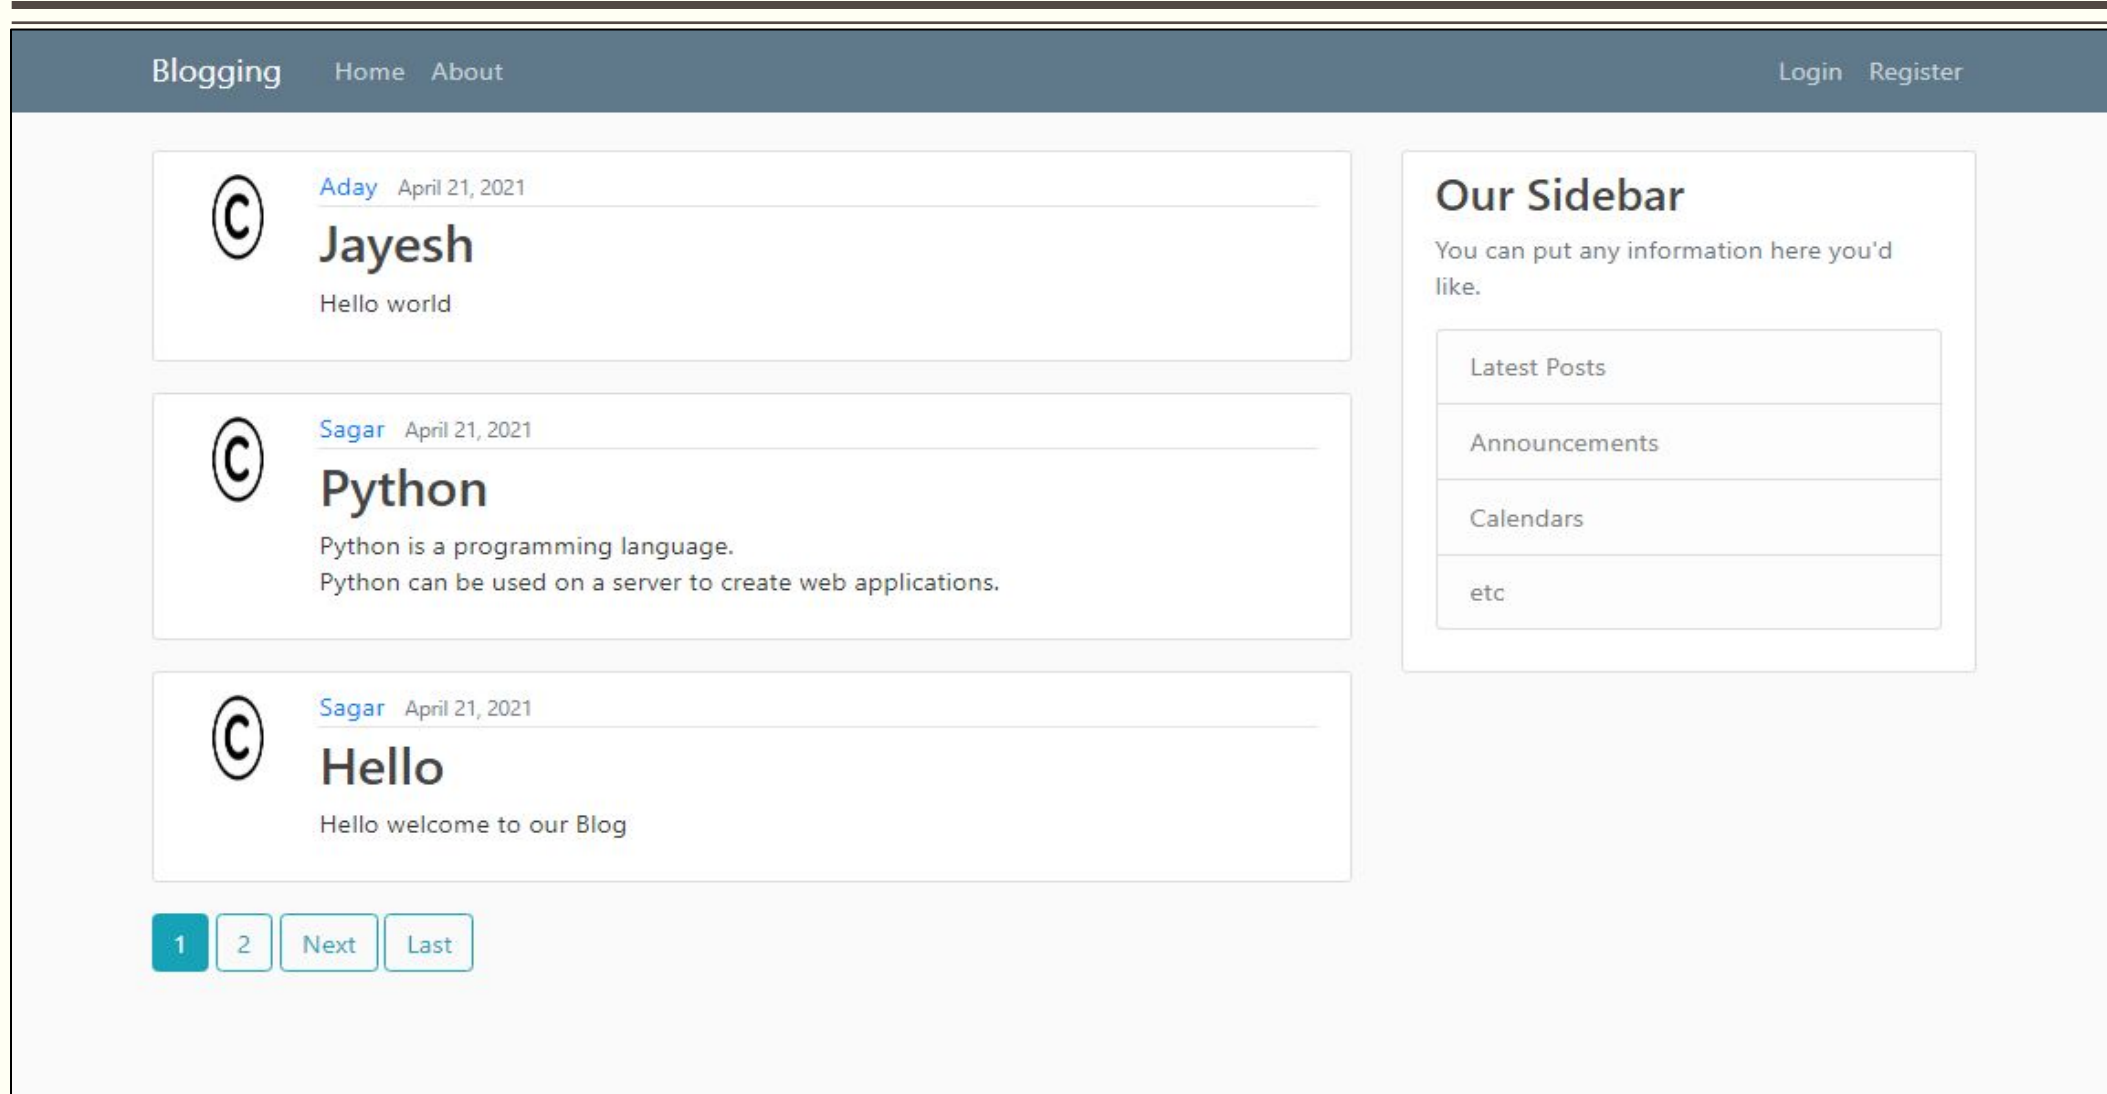 Blogging Home About Login Register
© Aday April 21, 2021
Jayesh
Hello world
© Sagar April 21, 2021
Python
Python is a programming language.
Python can be used on a server to create web applications.
© Sagar April 21, 2021
Hello
Hello welcome to our Blog
1 2 Next Last
Our Sidebar
You can put any information here you'd
like.
Latest Posts
Announcements
Calendars
etc